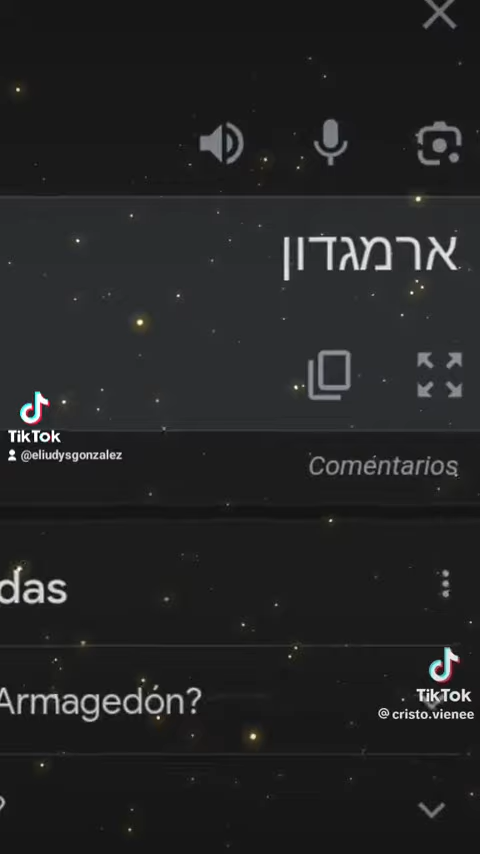 ארמגדון
TikTok
@eliudysgonzalez
Comentarios
das
Armagedón?
TikTok
@cristo.vienee
?